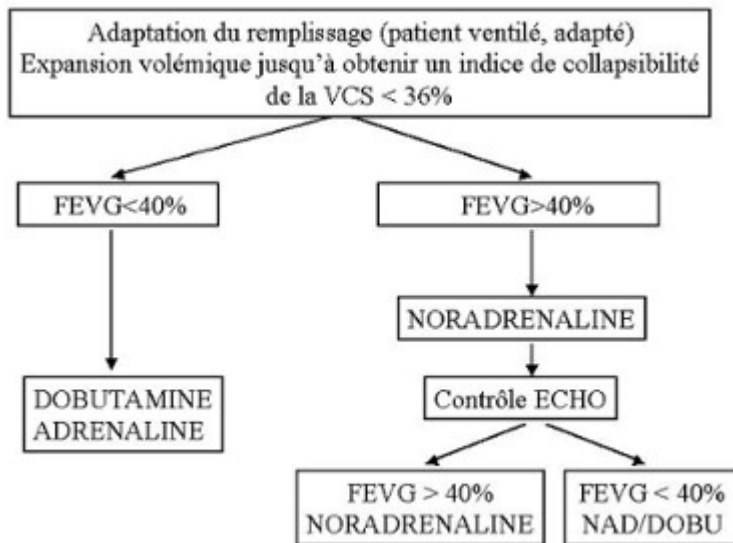 Adaptation du remplissage (patient ventilé, adapté)
Expansion volémique jusqu'à obtenir un indice de collapsibilité
de la VCS < 36%
FEVG<40%
FEVG>40%
NORADRENALINE
DOBUTAMINE
ADRENALINE
Contrôle ECHO
FEVG > 40%
NORADRENALINE
FEVG < 40%
NAD/DOBU